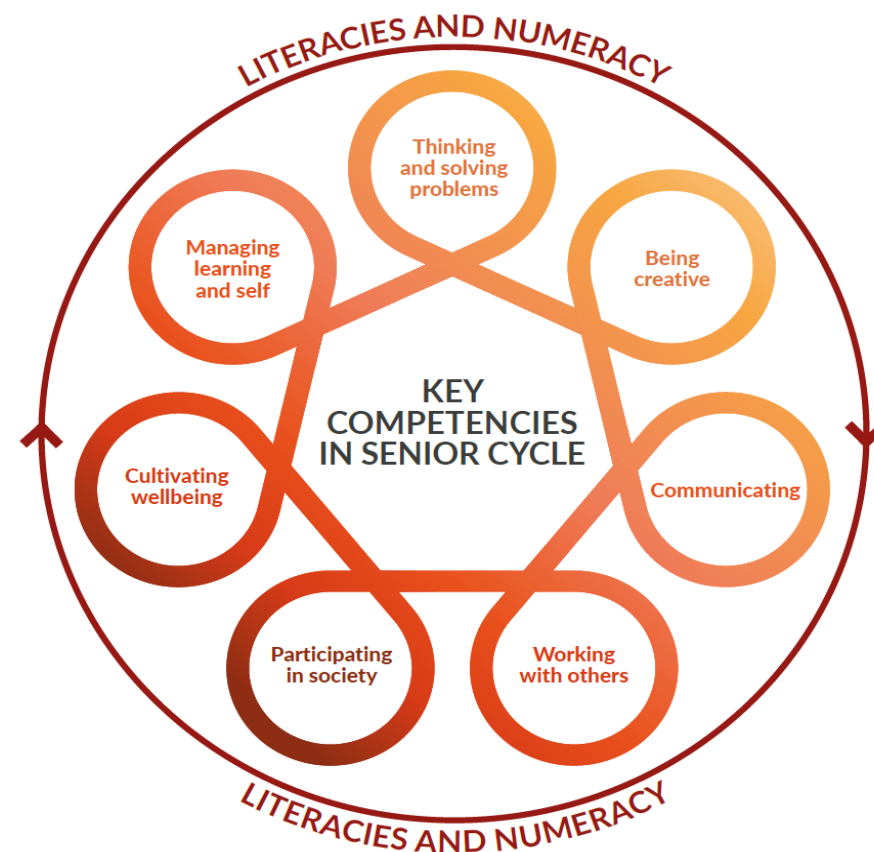 LITERACIES AND NUMERACY
Thinking
and solving
problems
Being
creative
Communicating
Working
with others
Participating
in society
Cultivating
wellbeing
Managing
learning
and self
KEY
COMPETENCIES
IN SENIOR CYCLE
LITERACIES AND NUMERACY